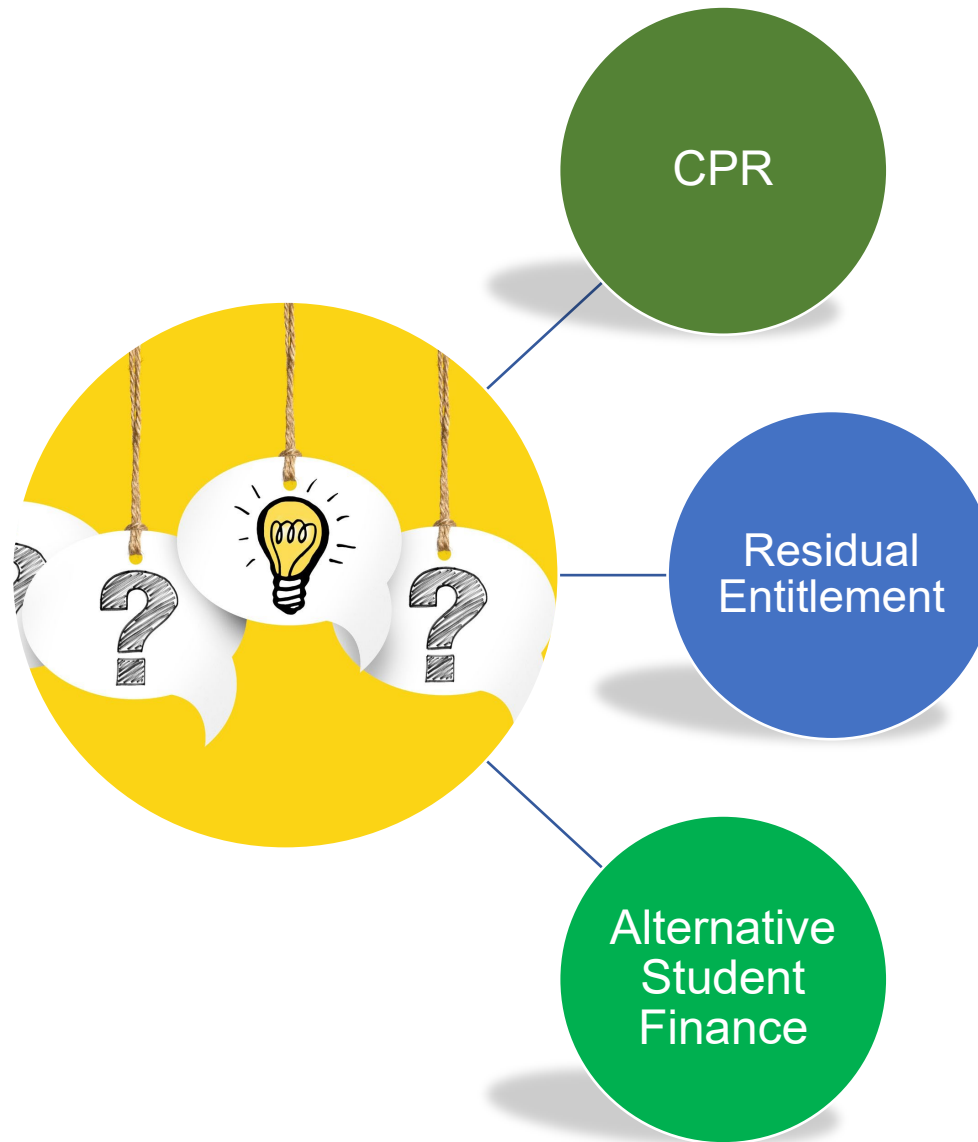 CPR
?
?
Residual
Entitlement
Alternative
Student
Finance